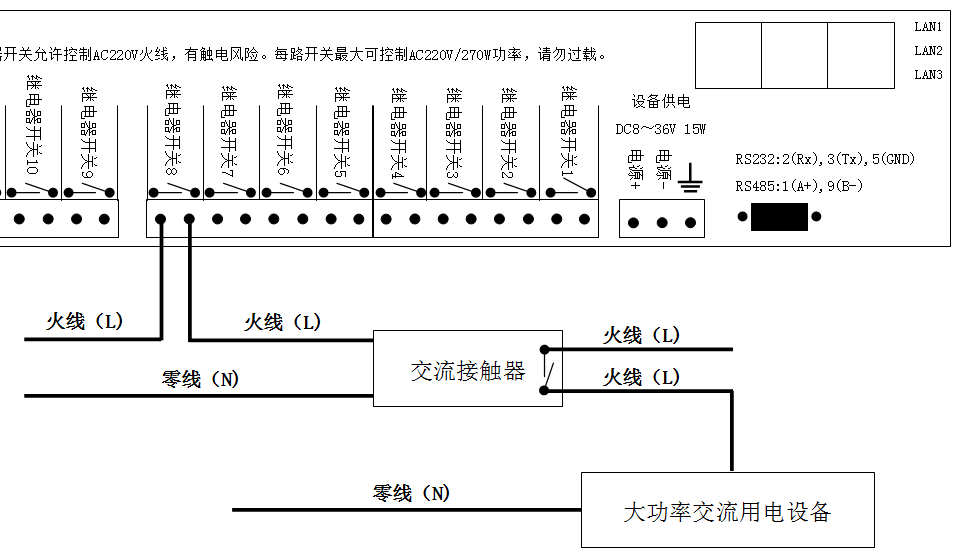 LAN1
LAN2
LAN3
开关允许控制AC220V火线，有触电风险。每路开关最大可控制AC220V/270W功率，请勿过载。
继电器开关10
继电器开关9
继电器开关8
继电器开关7
继电器开关6
继电器开关5
继电器开关4
继电器开关3
继电器开关2
继电器开关1
设备供电
DC8～36V 15W
电源+
电源-
RS232:2(Rx),3(Tx),5(GND)
RS485:1(A+),9(B-)
火线（L)
火线（L)
火线（L)
零线（N)
交流接触器
火线（L)
零线（N)
大功率交流用电设备